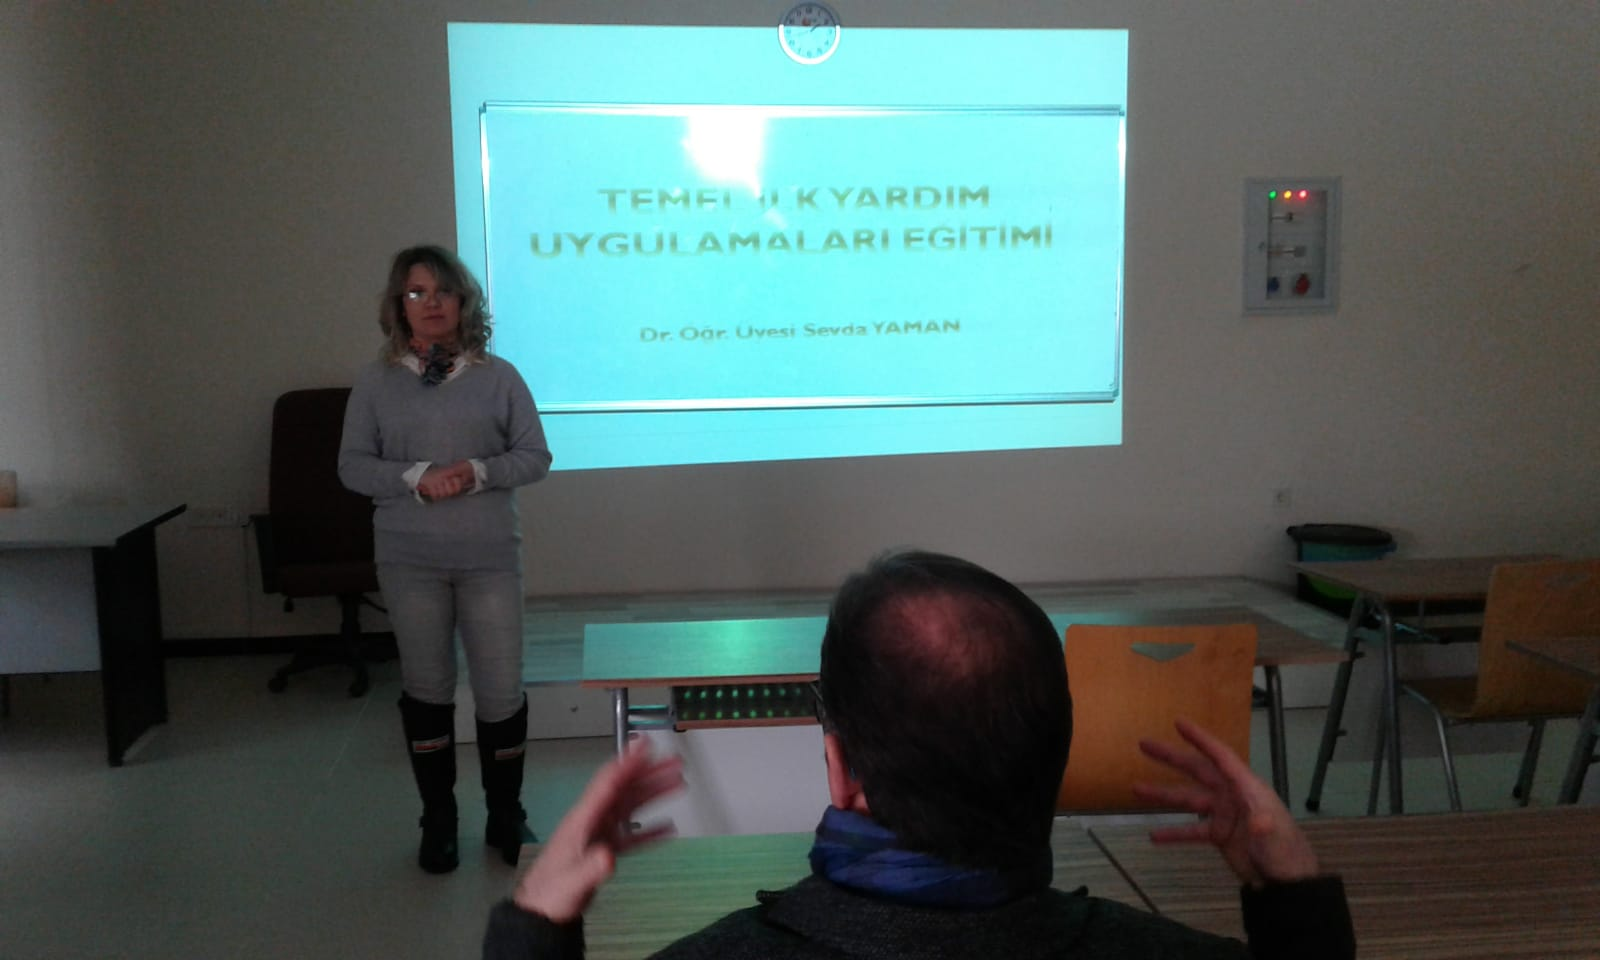 TEMEL İLK YARDIM
UYGULAMALARI EĞİTİMİ
Dr. Öğr. Üyesi Sevda YAMAN